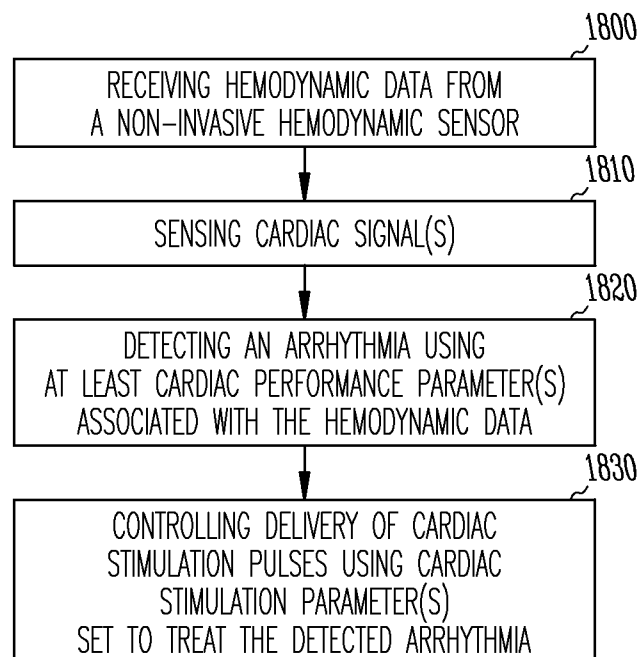 1800
RECEIVING HEMODYNAMIC DATA FROM
A NON-INVASIVE HEMODYNAMIC SENSOR
1810
SENSING CARDIAC SIGNAL(S)
1820
DETECTING AN ARRHYTHMIA USING
AT LEAST CARDIAC PERFORMANCE PARAMETER(S)
ASSOCIATED WITH THE HEMODYNAMIC DATA
1830
CONTROLLING DELIVERY OF CARDIAC
STIMULATION PULSES USING CARDIAC
STIMULATION PARAMETER(S)
SET TO TREAT THE DETECTED ARRHYTHMIA